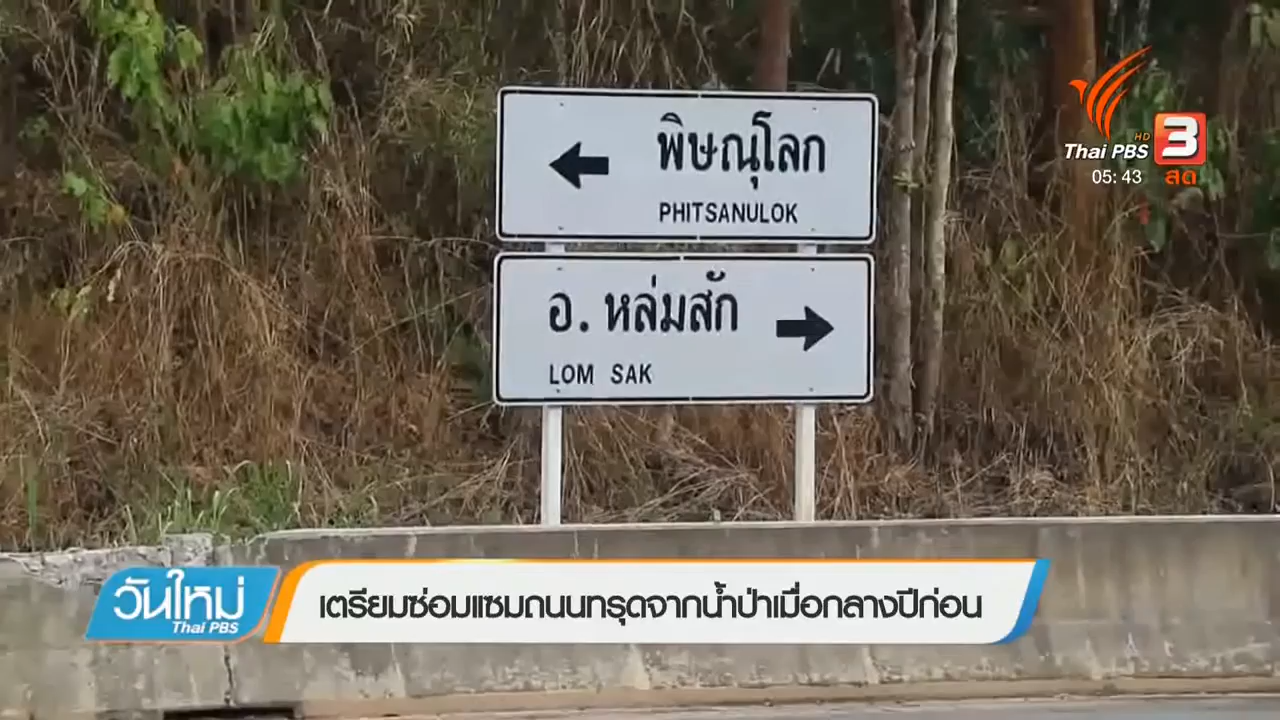 พิษณุโลก
PHITSANULOK
อ. หล่มสัก
LOM SAK
HD
Thai PBS 3
05:43 สด
วันใหม่
Thai PBS
เตรียมซ่อมแซมถนนทรุดจากน้ำป่าเมื่อกลางปีก่อน